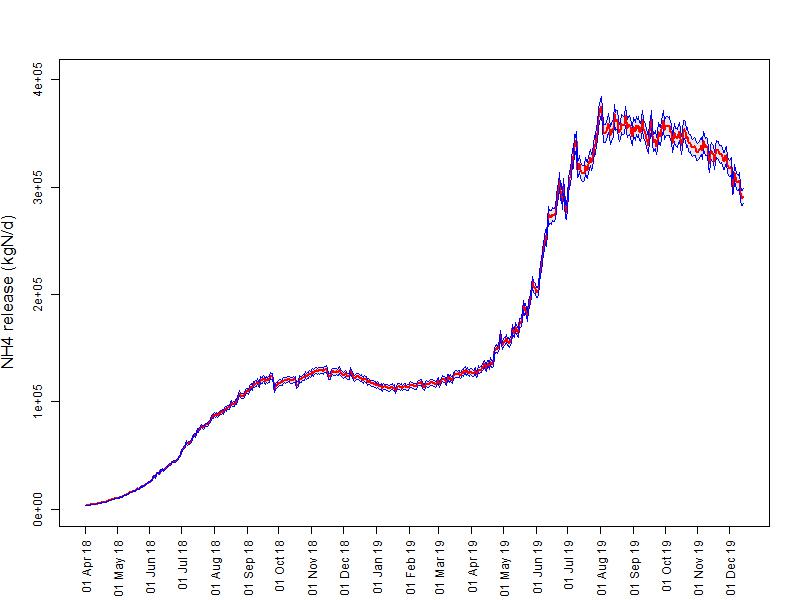 NH4 release (kgN/d)
4e+05
3e+05
2e+05
1e+05
0e+00
01 Apr 18
01 May 18
01 Jun 18
01 Jul 18
01 Aug 18
01 Sep 18
01 Oct 18
01 Nov 18
01 Dec 18
01 Jan 19
01 Feb 19
01 Mar 19
01 Apr 19
01 May 19
01 Jun 19
01 Jul 19
01 Aug 19
01 Sep 19
01 Oct 19
01 Nov 19
01 Dec 19